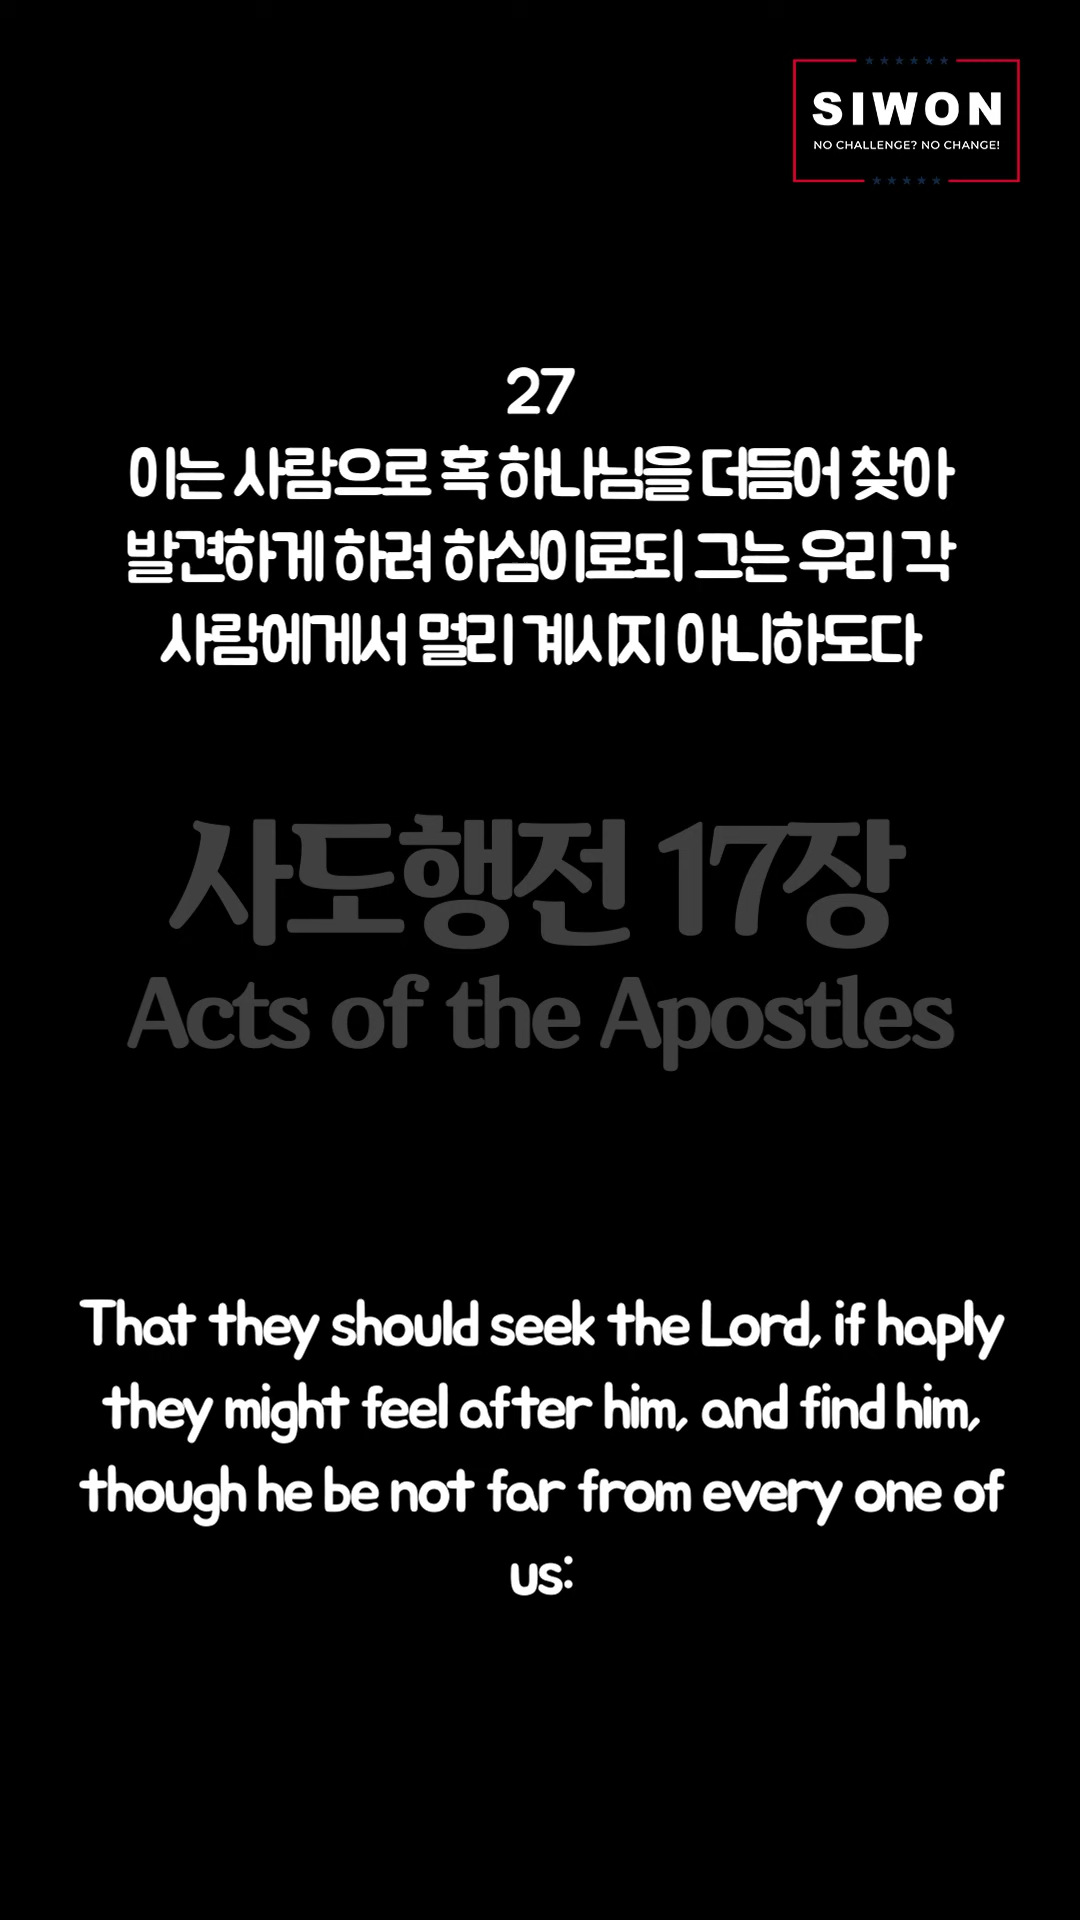 SIWON
NO CHALLENGE? NO CHANGE!
27
이는 사람으로 혹 하나님을 더듬어 찾아
발견하게 하려 하심이로되 그는 우리 각
사람에게서 멀리 계시지 아니하도다
사도행전 17장
Acts of the Apostles
That they should seek the Lord, if haply
they might feel after him, and find him,
though he be not far from every one of
us: